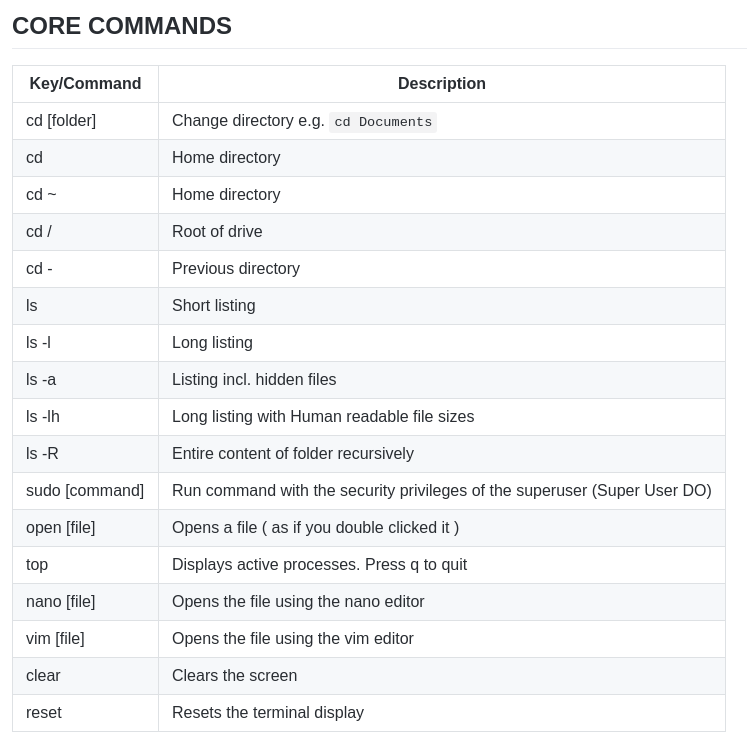 CORE COMMANDS
Key/Command Description
cd [folder] Change directory e.g. cd Documents
cd Home directory
cd ~ Home directory
cd / Root of drive
cd - Previous directory
ls Short listing
ls -l Long listing
ls -a Listing incl. hidden files
ls -lh Long listing with Human readable file sizes
ls -R Entire content of folder recursively
sudo [command] Run command with the security privileges of the superuser (Super User DO)
open [file] Opens a file ( as if you double clicked it )
top Displays active processes. Press q to quit
nano [file] Opens the file using the nano editor
vim [file] Opens the file using the vim editor
clear Clears the screen
reset Resets the terminal display